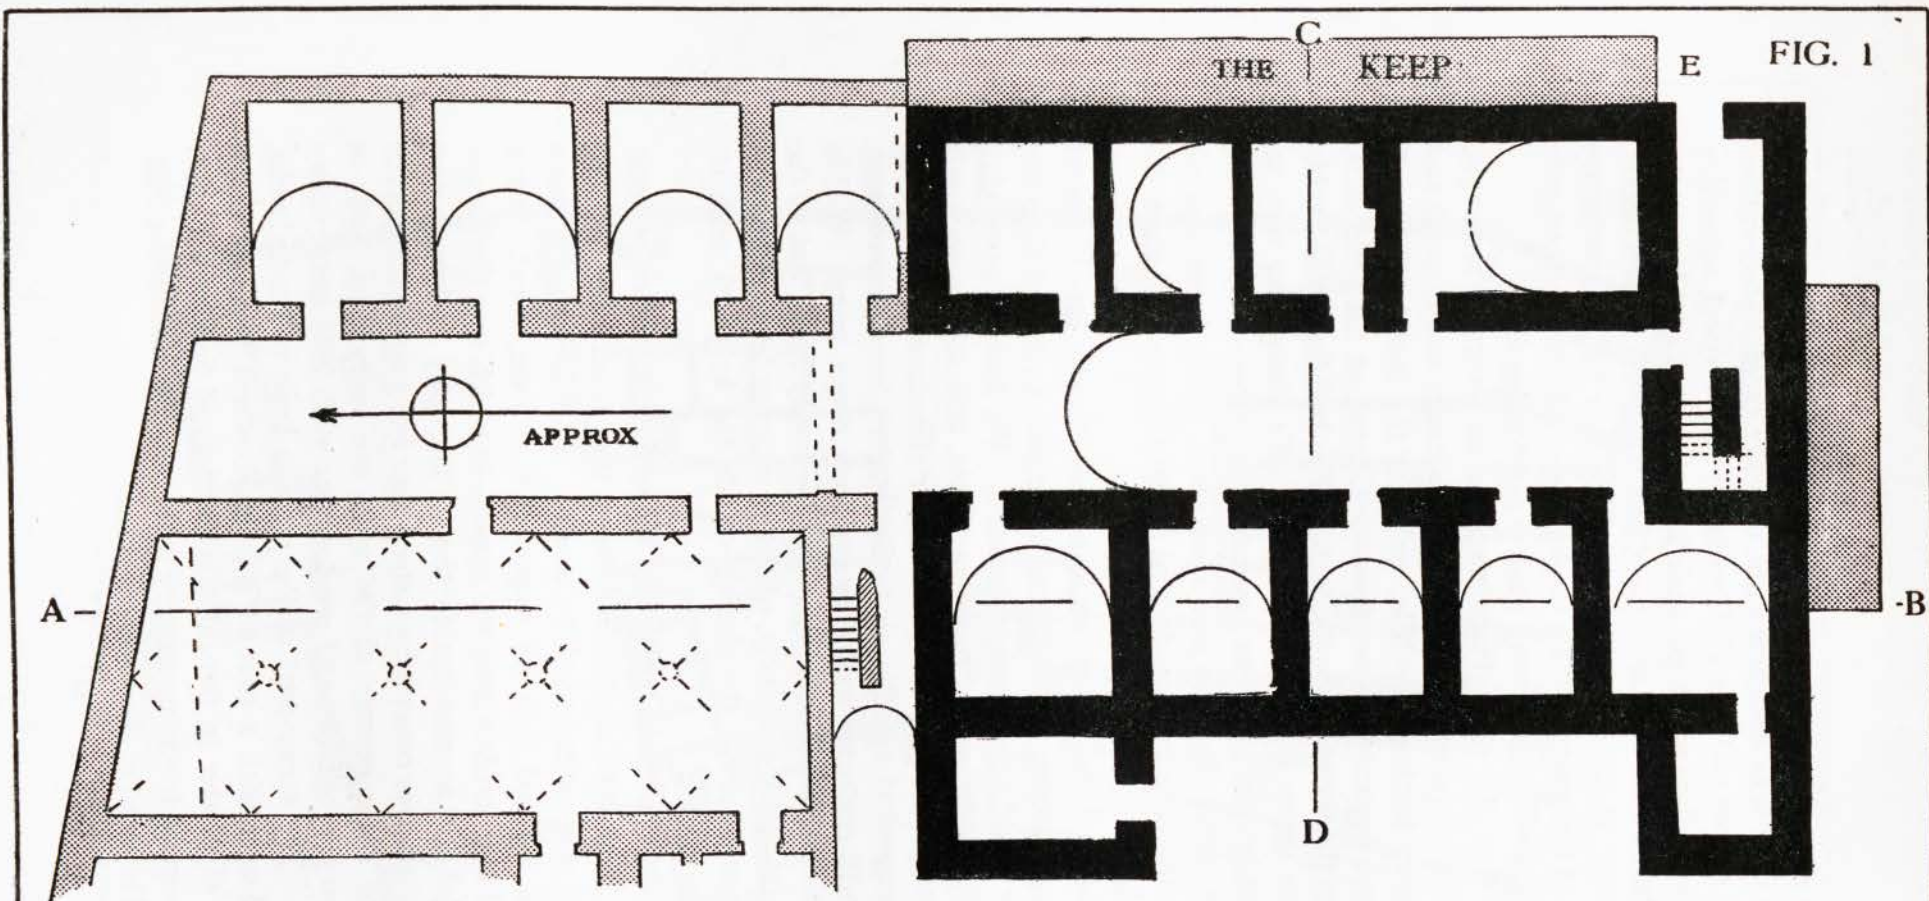 C
THE KEEP
E
FIG. 1
APPROX
A
B
D